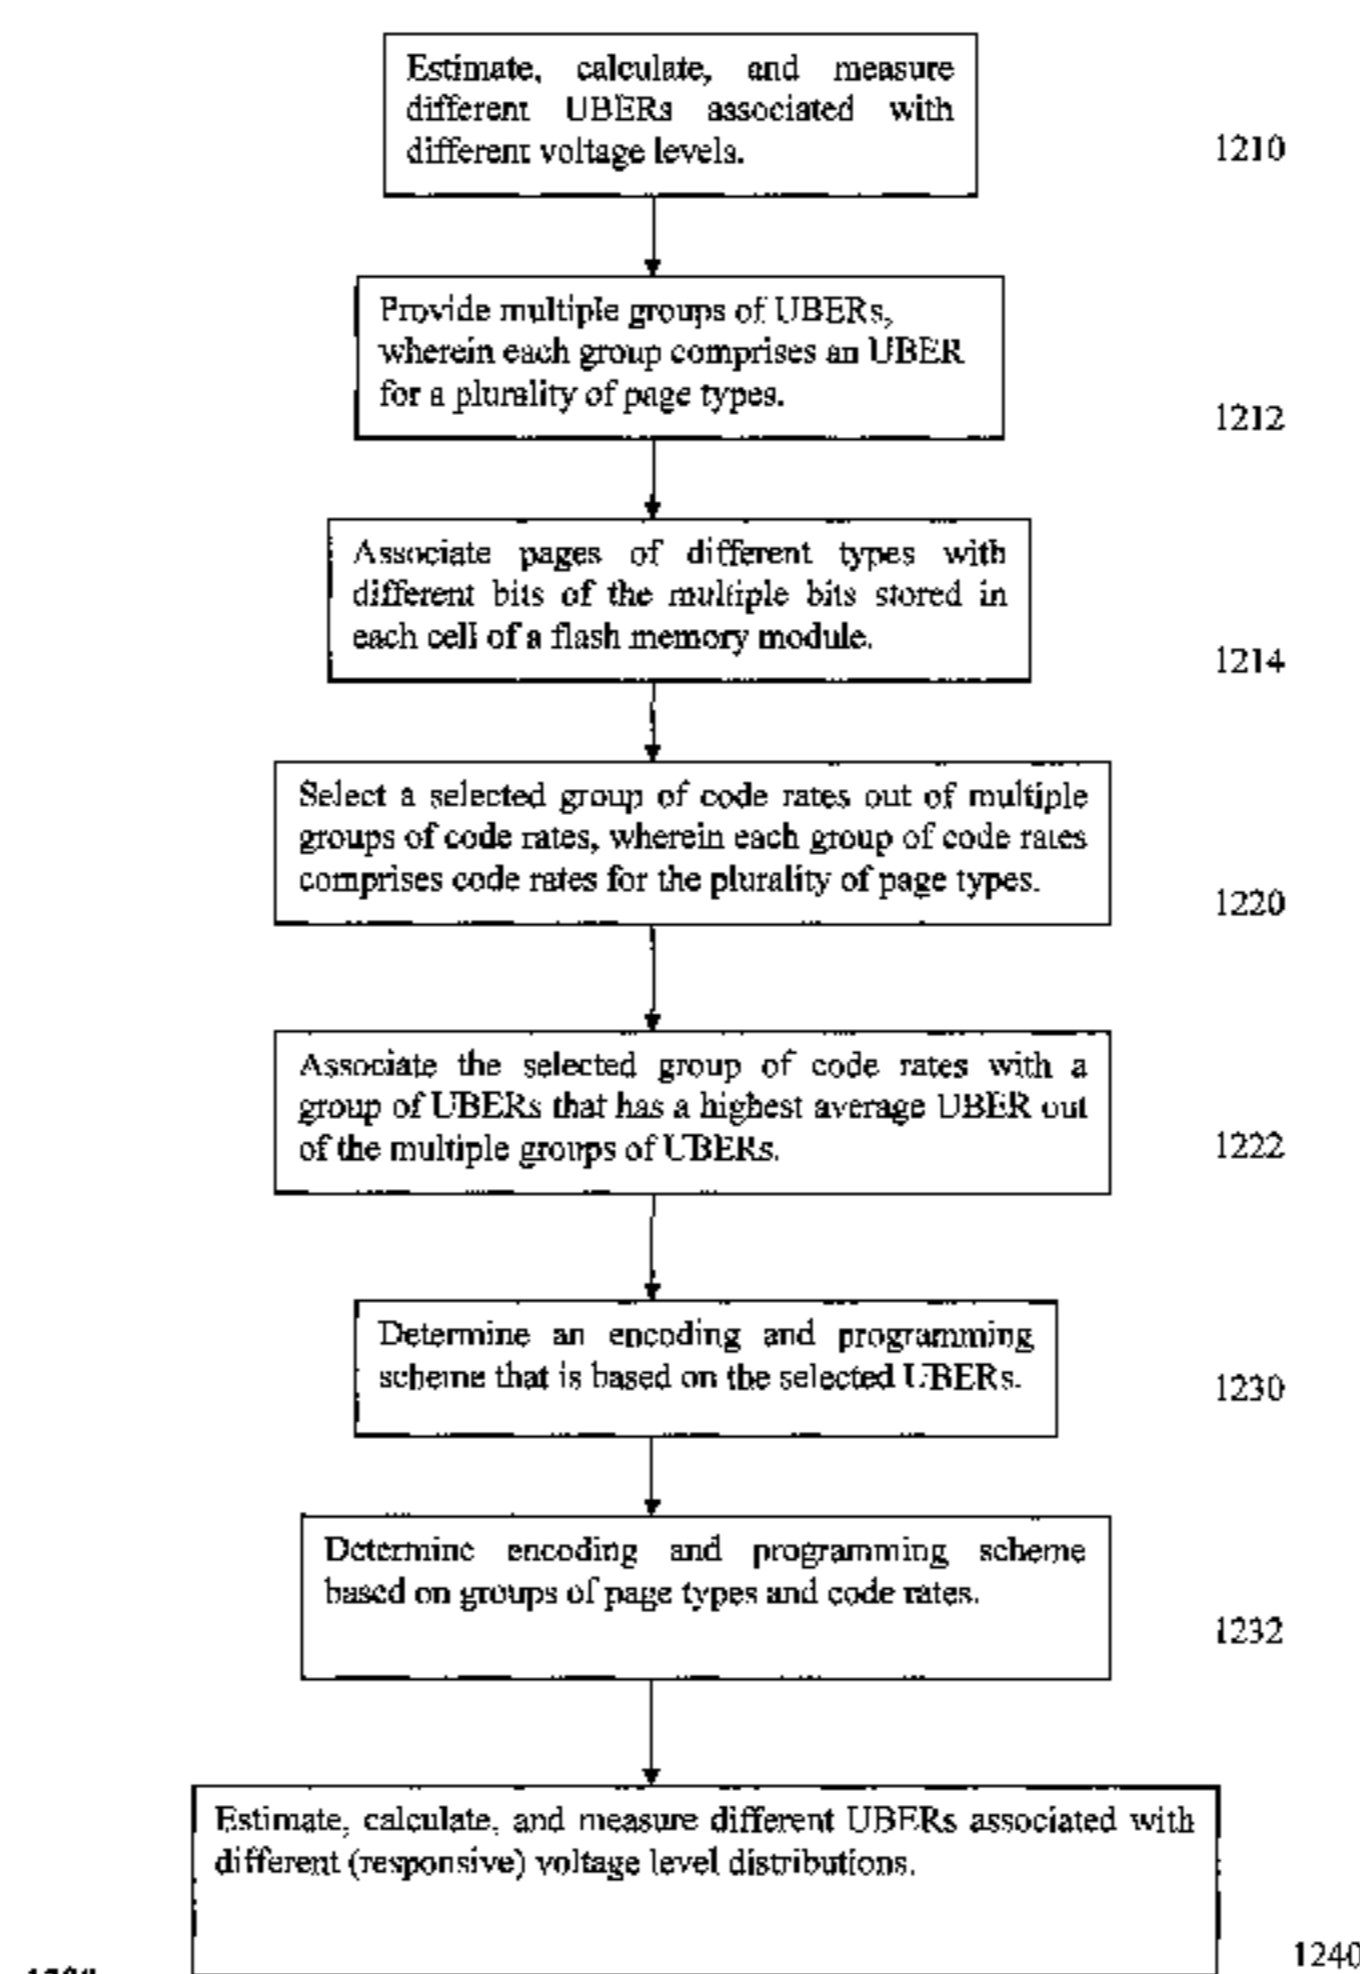 Estimate, calculate, and measure
different UBERs associated with
different voltage levels.
1210
Provide multiple groups of UBERs,
wherein each group comprises an UBER
for a plurality of page types.
1212
Associate pages of different types with
different bits of the multiple bits stored in
each cell of a flash memory module.
1214
Select a selected group of code rates out of multiple
groups of code rates, wherein each group of code rates
comprises code rates for the plurality of page types.
1220
Associate the selected group of code rates with a
group of UBERs that has a highest average UBER out
of the multiple groups of UBERs.
1222
Determine an encoding and programming
scheme that is based on the selected UBERs.
1230
Determine encoding and programming scheme
based on groups of page types and code rates.
1232
Estimate, calculate, and measure different UBERs associated with
different (responsive) voltage level distributions.
1240